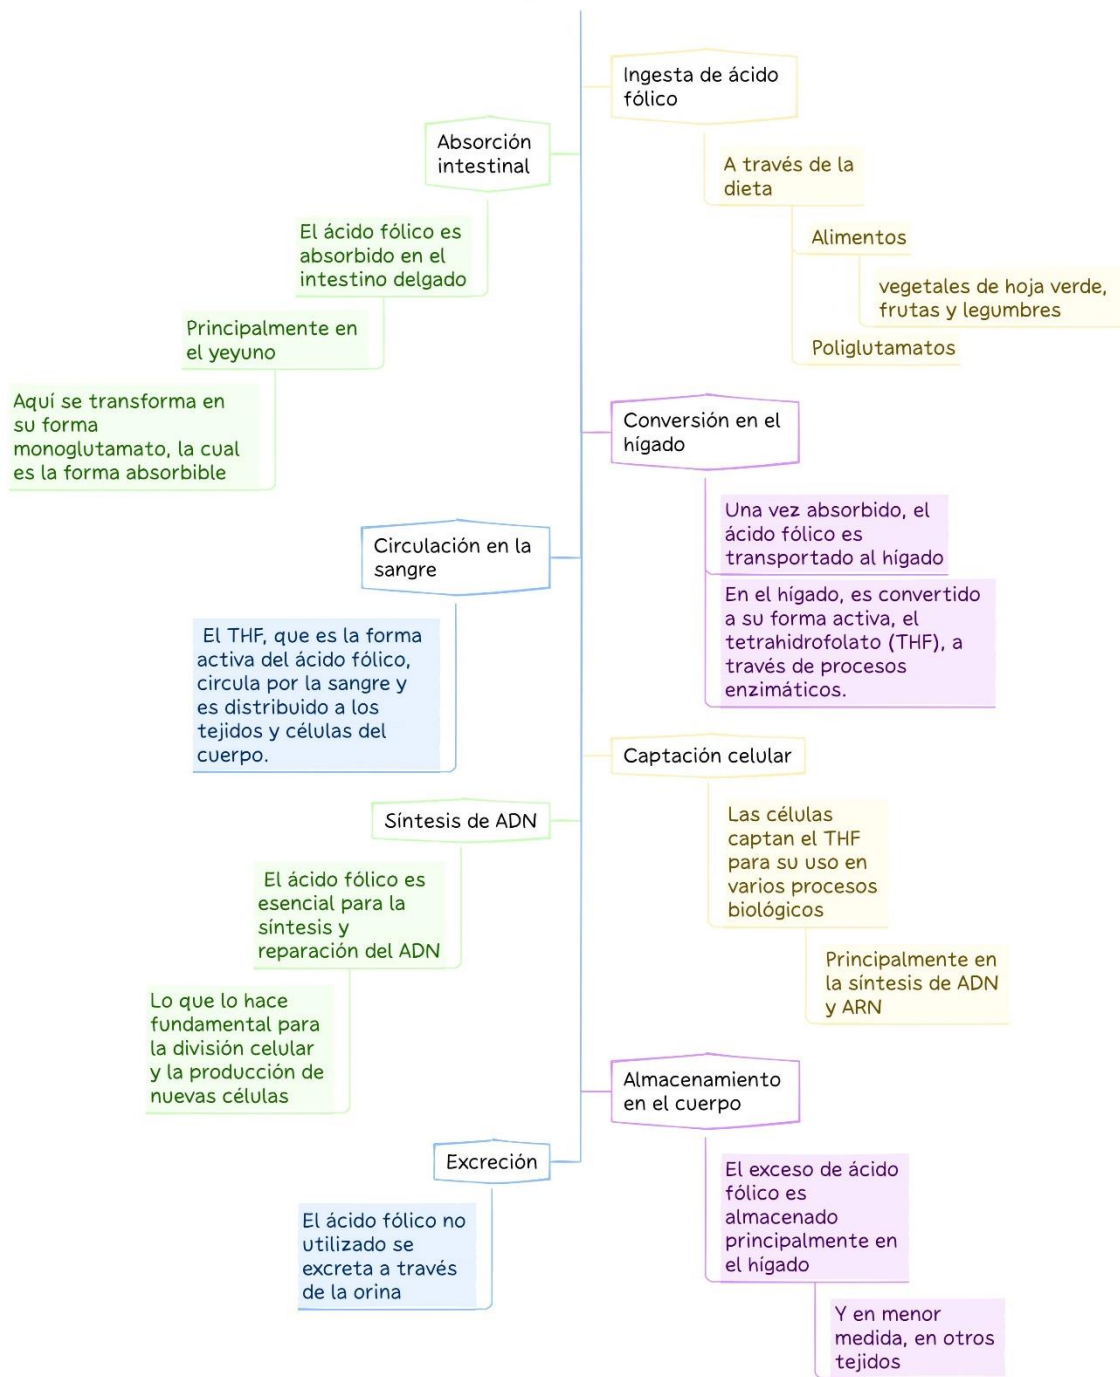 Ingesta de ácido
fólico
A través de la
dieta
Alimentos
vegetales de hoja verde,
frutas y legumbres
Poliglutamatos
Absorción
intestinal
El ácido fólico es
absorbido en el
intestino delgado
Principalmente en
el yeyuno
Aquí se transforma en
su forma
monoglutamato, la cual
es la forma absorbible
Conversión en el
hígado
Una vez absorbido, el
ácido fólico es
transportado al hígado
En el hígado, es convertido
a su forma activa, el
tetrahidrofolato (THF), a
través de procesos
enzimáticos.
Circulación en la
sangre
El THF, que es la forma
activa del ácido fólico,
circula por la sangre y
es distribuido a los
tejidos y células del
cuerpo.
Captación celular
Las células
captan el THF
para su uso en
varios procesos
biológicos
Principalmente en
la síntesis de ADN
y ARN
Síntesis de ADN
El ácido fólico es
esencial para la
síntesis y
reparación del ADN
Lo que lo hace
fundamental para
la división celular
y la producción de
nuevas células
Almacenamiento
en el cuerpo
El exceso de ácido
fólico es
almacenado
principalmente en
el hígado
Y en menor
medida, en otros
tejidos
Excreción
El ácido fólico no
utilizado se
excreta a través
de la orina